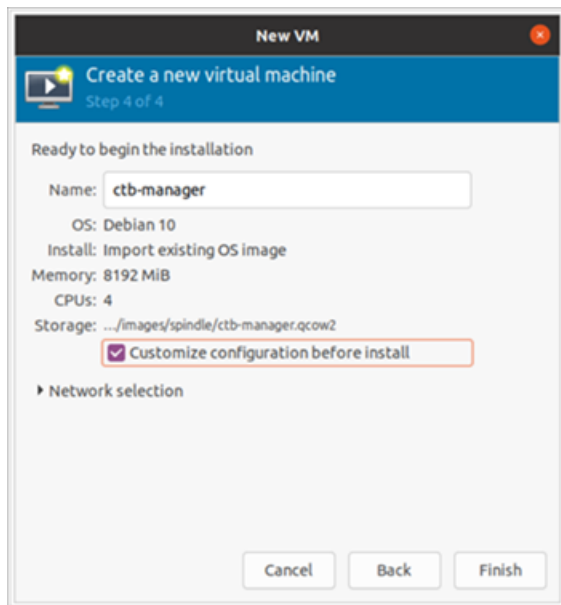 New VM
Create a new virtual machine
Step 4 of 4
Ready to begin the installation
Name: ctb-manager
OS: Debian 10
Install: Import existing OS image
Memory: 8192 MiB
CPUs: 4
Storage: .../images/spindle/ctb-manager.qcow2
Customize configuration before install
Network selection
Cancel Back Finish